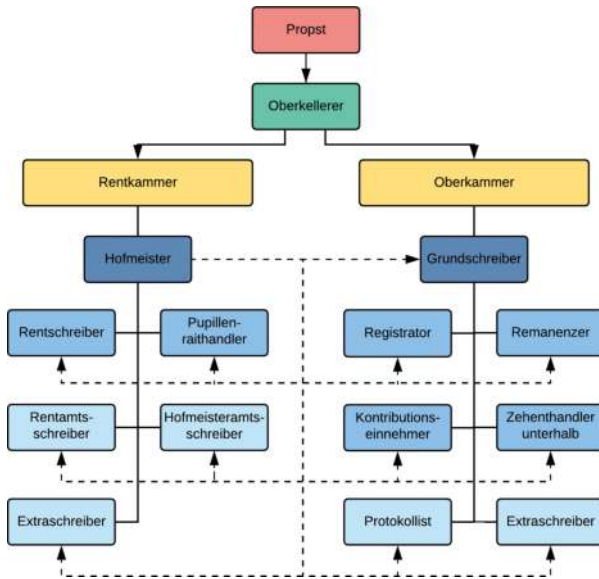 Propst
Oberkellerer
Rentkammer
Oberkammer
Hofmeister
Grundschreiber
Rentschreiber
Pupillen-
raithandler
Registrator
Remanenzer
Rentamts-
schreiber
Hofmeisteramts-
schreiber
Kontributions-
einnehmer
Zehenthandler
unterhalb
Extraschreiber
Protokollist
Extraschreiber